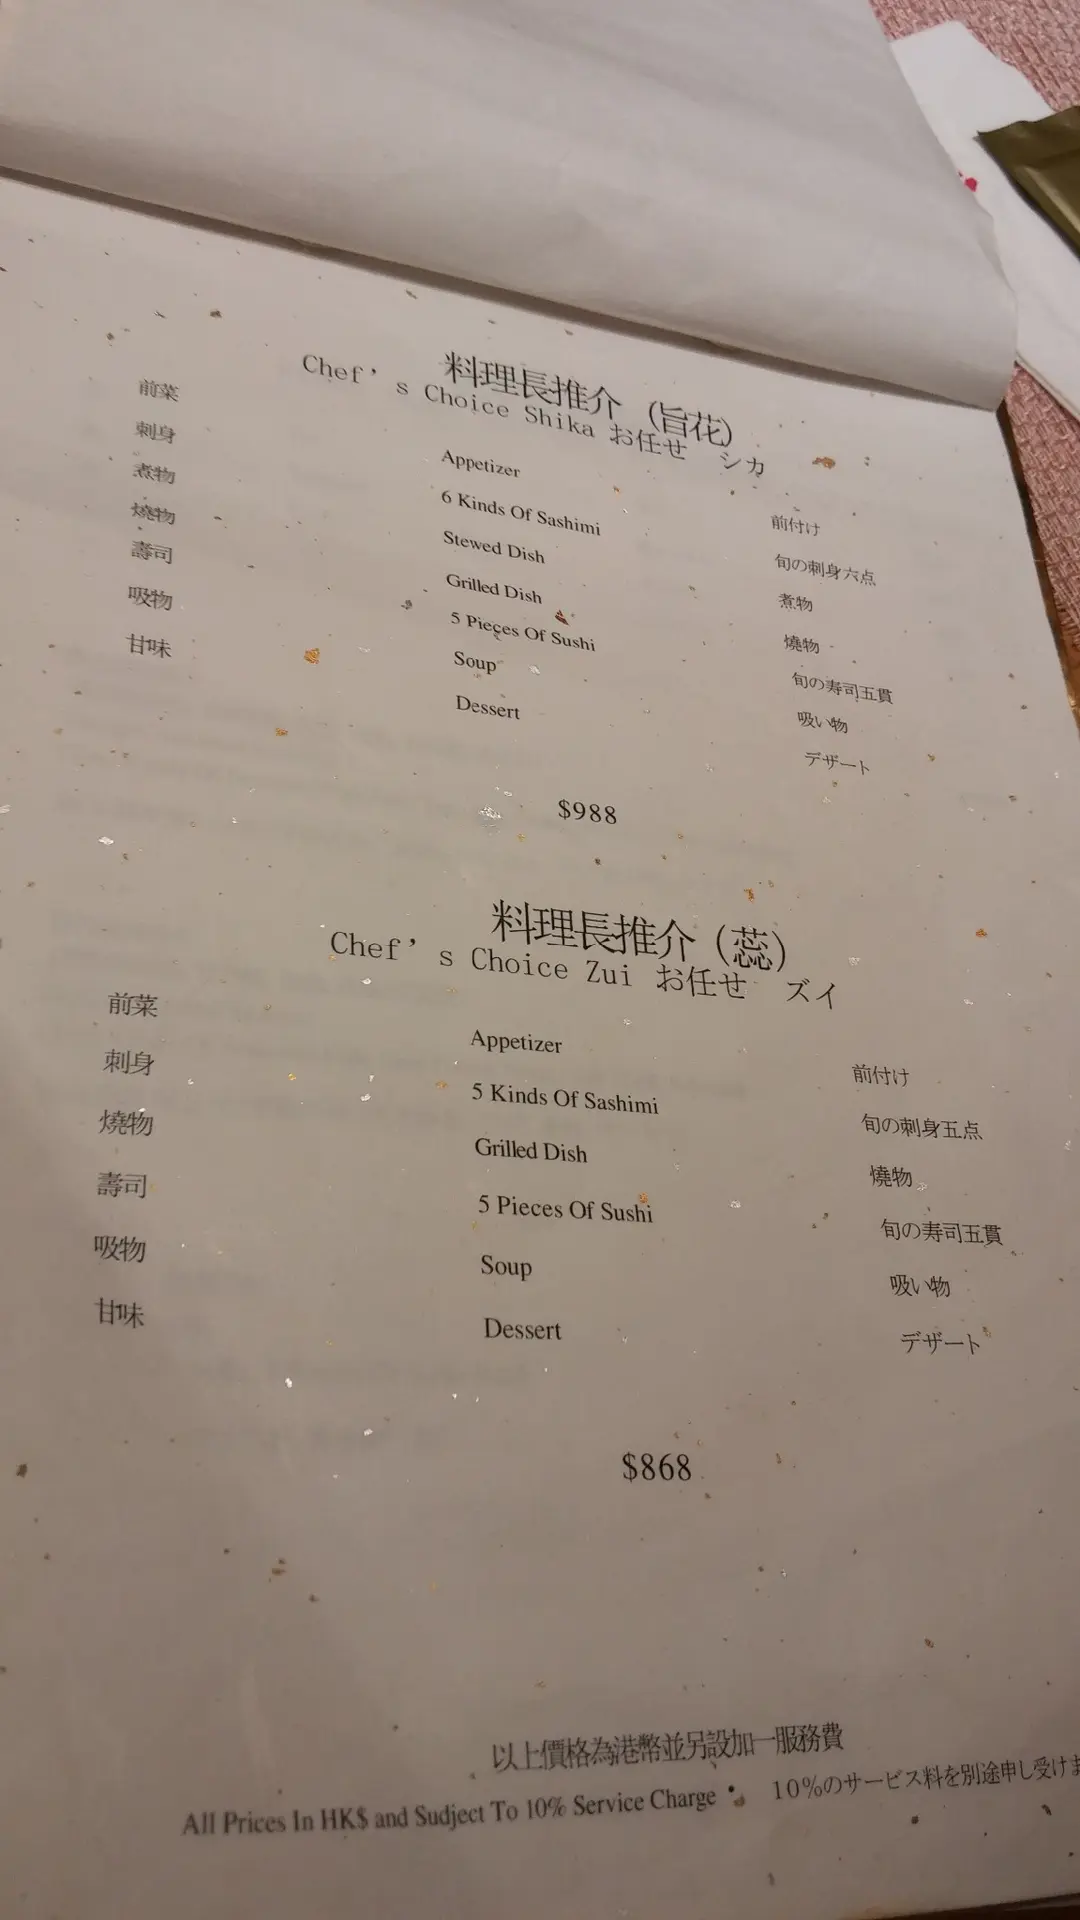 料理長推介 (旨花)
Chef’s Choice Shika お任せ シカ
前菜 Appetizer 前付け
刺身 6 Kinds Of Sashimi 旬の刺身六点
煮物 Stewed Dish 煮物
燒物 Grilled Dish 燒物
壽司 5 Pieces Of Sushi 旬の寿司五貫
吸物 Soup 吸い物
甘味 Dessert デザート
$988
料理長推介 (蕊)
Chef’s Choice Zui お任せ ズイ
前菜 Appetizer 前付け
刺身 5 Kinds Of Sashimi 旬の刺身五点
燒物 Grilled Dish 燒物
壽司 5 Pieces Of Sushi 旬の寿司五貫
吸物 Soup 吸い物
甘味 Dessert デザート
$868
以上價格為港幣並另設加一服務費
All Prices In HK$ and Sudject To 10% Service Charge • 10%のサービス料を別途申し受けま